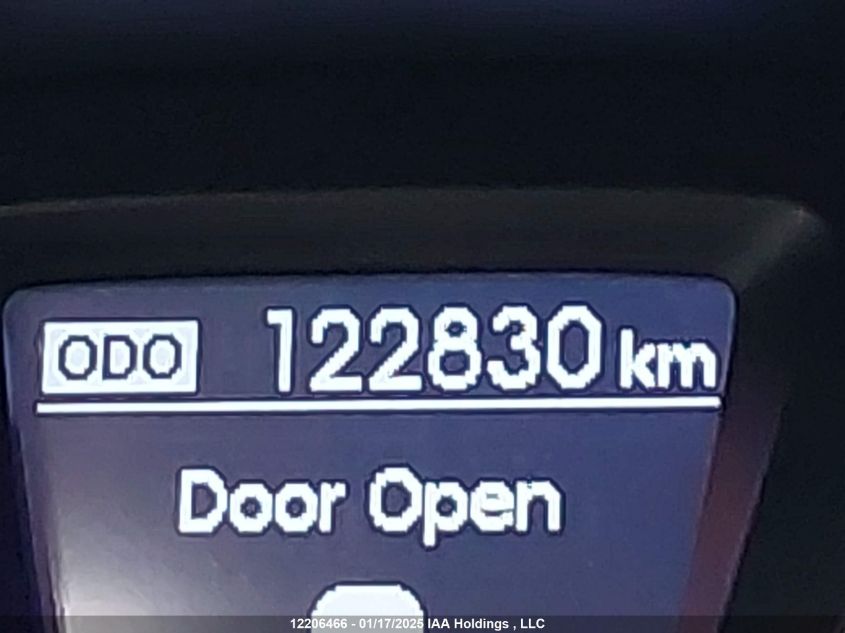 ODO 122830 km
Door Open
12206466 - 01/17/2025 IAA Holdings , LLC